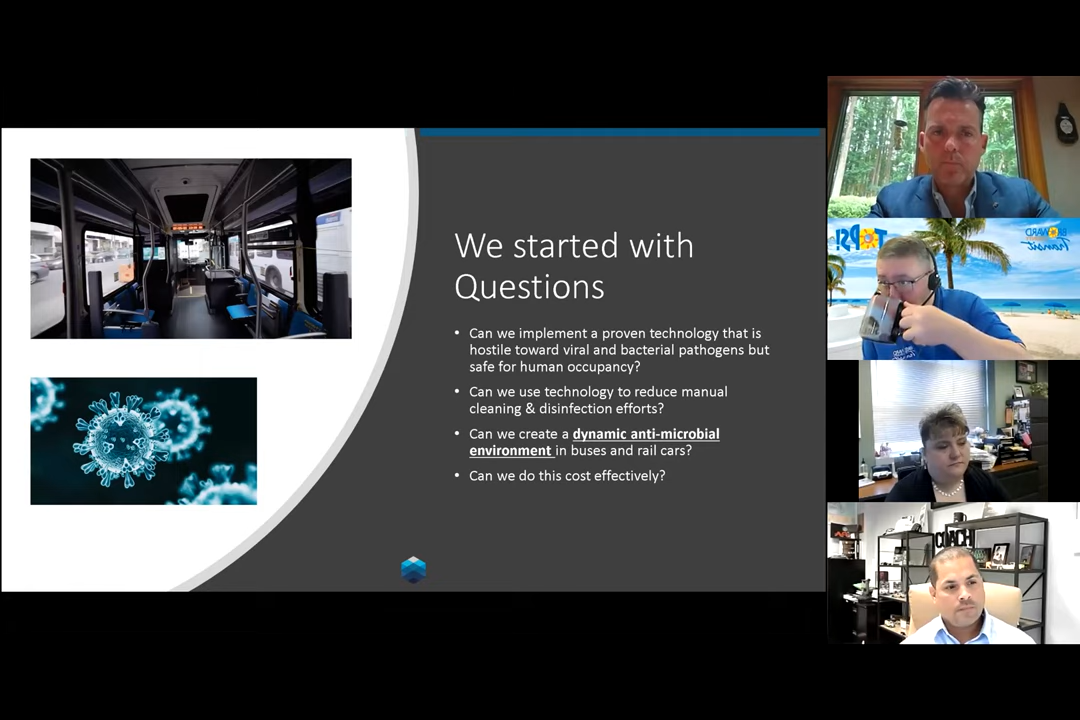 We started with
Questions
• Can we implement a proven technology that is
hostile toward viral and bacterial pathogens but
safe for human occupancy?
• Can we use technology to reduce manual
cleaning & disinfection efforts?
• Can we create a dynamic anti-microbial
environment in buses and rail cars?
• Can we do this cost effectively?
TOPS!
BROWARD
Transit
COACH